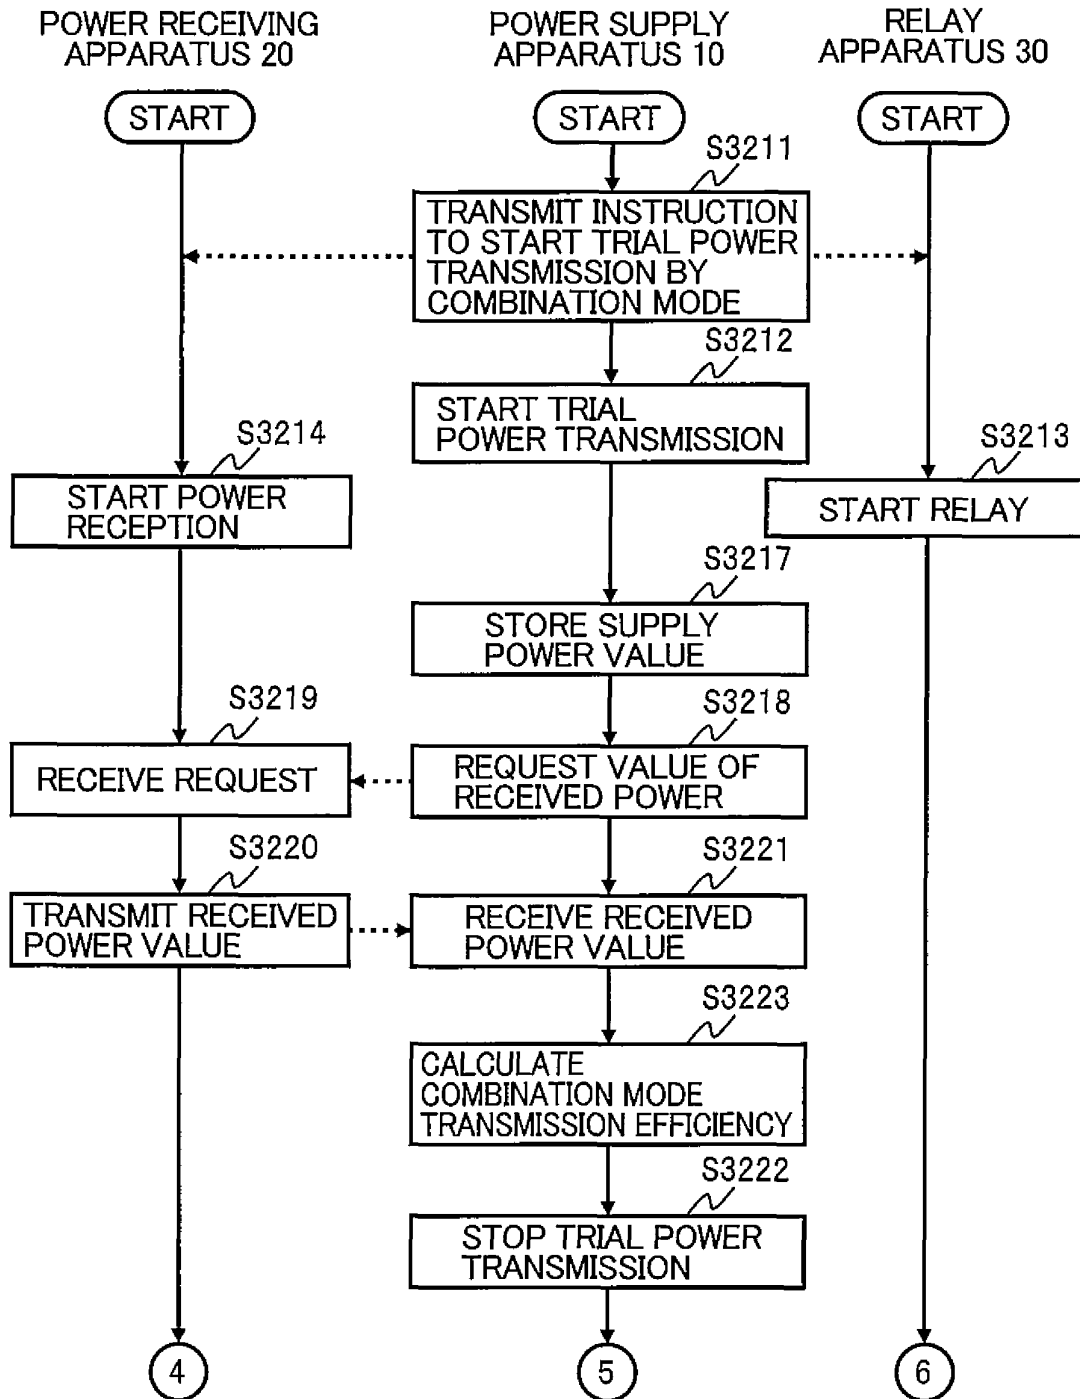 POWER RECEIVING
APPARATUS 20
POWER SUPPLY
APPARATUS 10
RELAY
APPARATUS 30
START
START
START
S3211
TRANSMIT INSTRUCTION
TO START TRIAL POWER
TRANSMISSION BY
COMBINATION MODE
S3212
START TRIAL
POWER TRANSMISSION
S3214
START POWER
RECEPTION
S3213
START RELAY
S3217
STORE SUPPLY
POWER VALUE
S3219
RECEIVE REQUEST
S3218
REQUEST VALUE OF
RECEIVED POWER
S3220
TRANSMIT RECEIVED
POWER VALUE
S3221
RECEIVE RECEIVED
POWER VALUE
S3223
CALCULATE
COMBINATION MODE
TRANSMISSION EFFICIENCY
S3222
STOP TRIAL POWER
TRANSMISSION
4
5
6